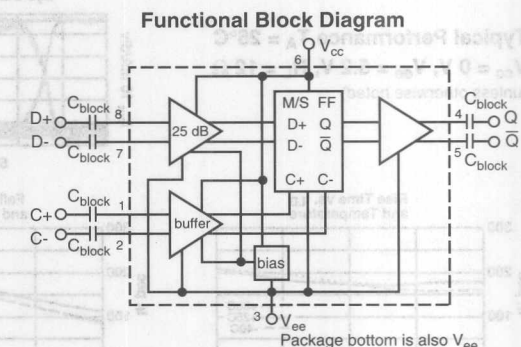 Functional Block Diagram
Vcc
6
M/S FF
D+ Cblock 8
25 dB
D+ Q
4 Cblock Q
D- Cblock 7
D- Q̅
5 Cblock Q̅
C+ C-
C+ Cblock 1
buffer
C- Cblock 2
bias
3
Vee
Package bottom is also Vee